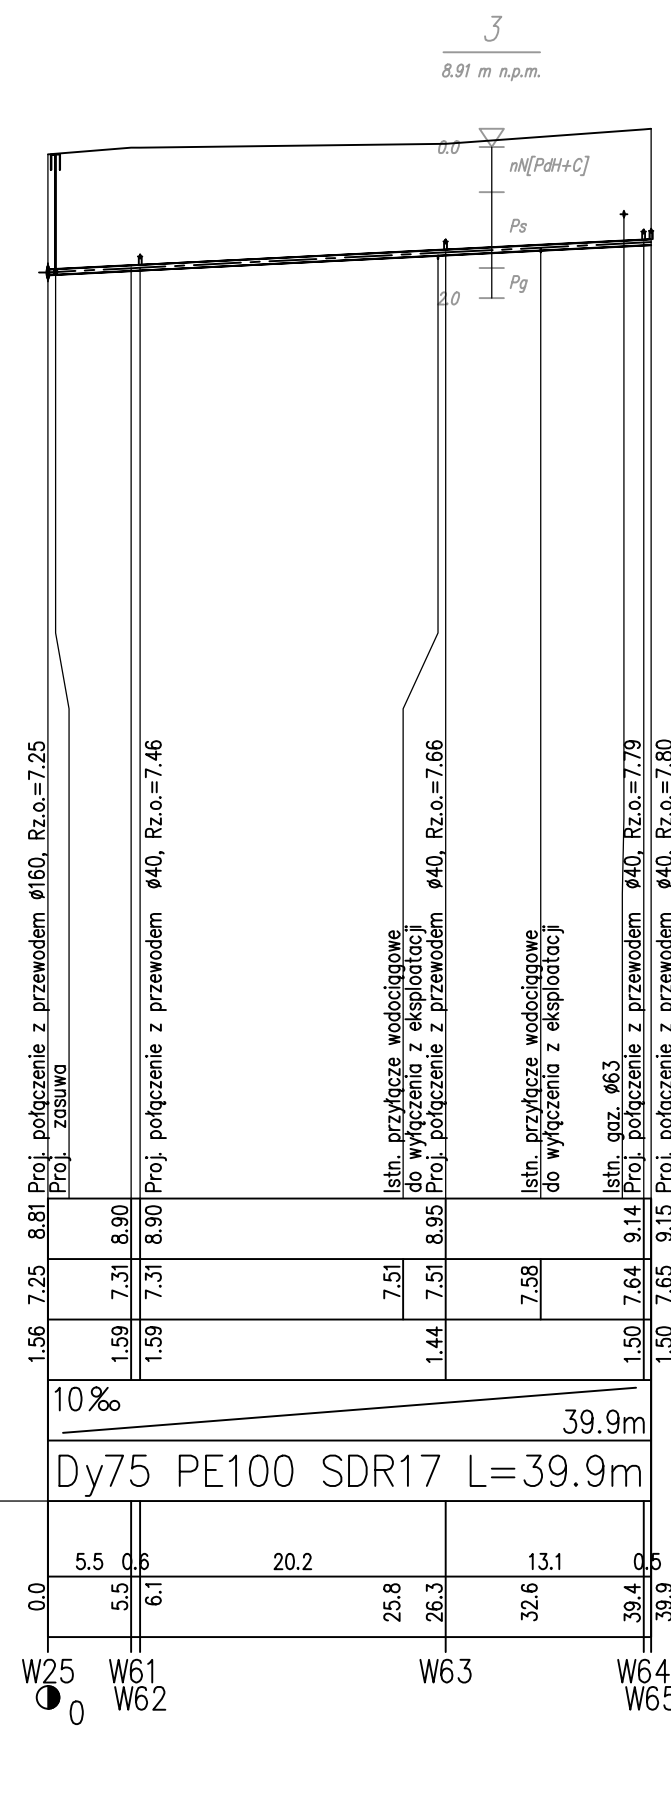 3
8.91 m n.p.m.
0.0
nN[PdH+C]
Ps
Pg
2.0
Proj. połączenie z przewodem ø160, Rz.o.=7.25
Proj. zasuwa
Proj. połączenie z przewodem ø40, Rz.o.=7.46
Istn. przyłącze wodociągowe
do wyłączenia z eksploatacji
Proj. połączenie z przewodem ø40, Rz.o.=7.66
Istn. przyłącze wodociągowe
do wyłączenia z eksploatacji
Istn. gaz. ø63
Proj. połączenie z przewodem ø40, Rz.o.=7.79
Proj. połączenie z przewodem ø40, Rz.o.=7.80
8.81 8.90 8.90 8.95 9.14 9.15
7.25 7.31 7.31 7.51 7.51 7.58 7.64 7.65
1.56 1.59 1.59 1.44 1.50 1.50
10‰
39.9m
Dy75 PE100 SDR17 L=39.9m
5.5 0.6 20.2 13.1 0.5
0.0 5.5 6.1 25.8 26.3 32.6 39.4 39.9
W25 W61 W63 W64
W62 W65
0